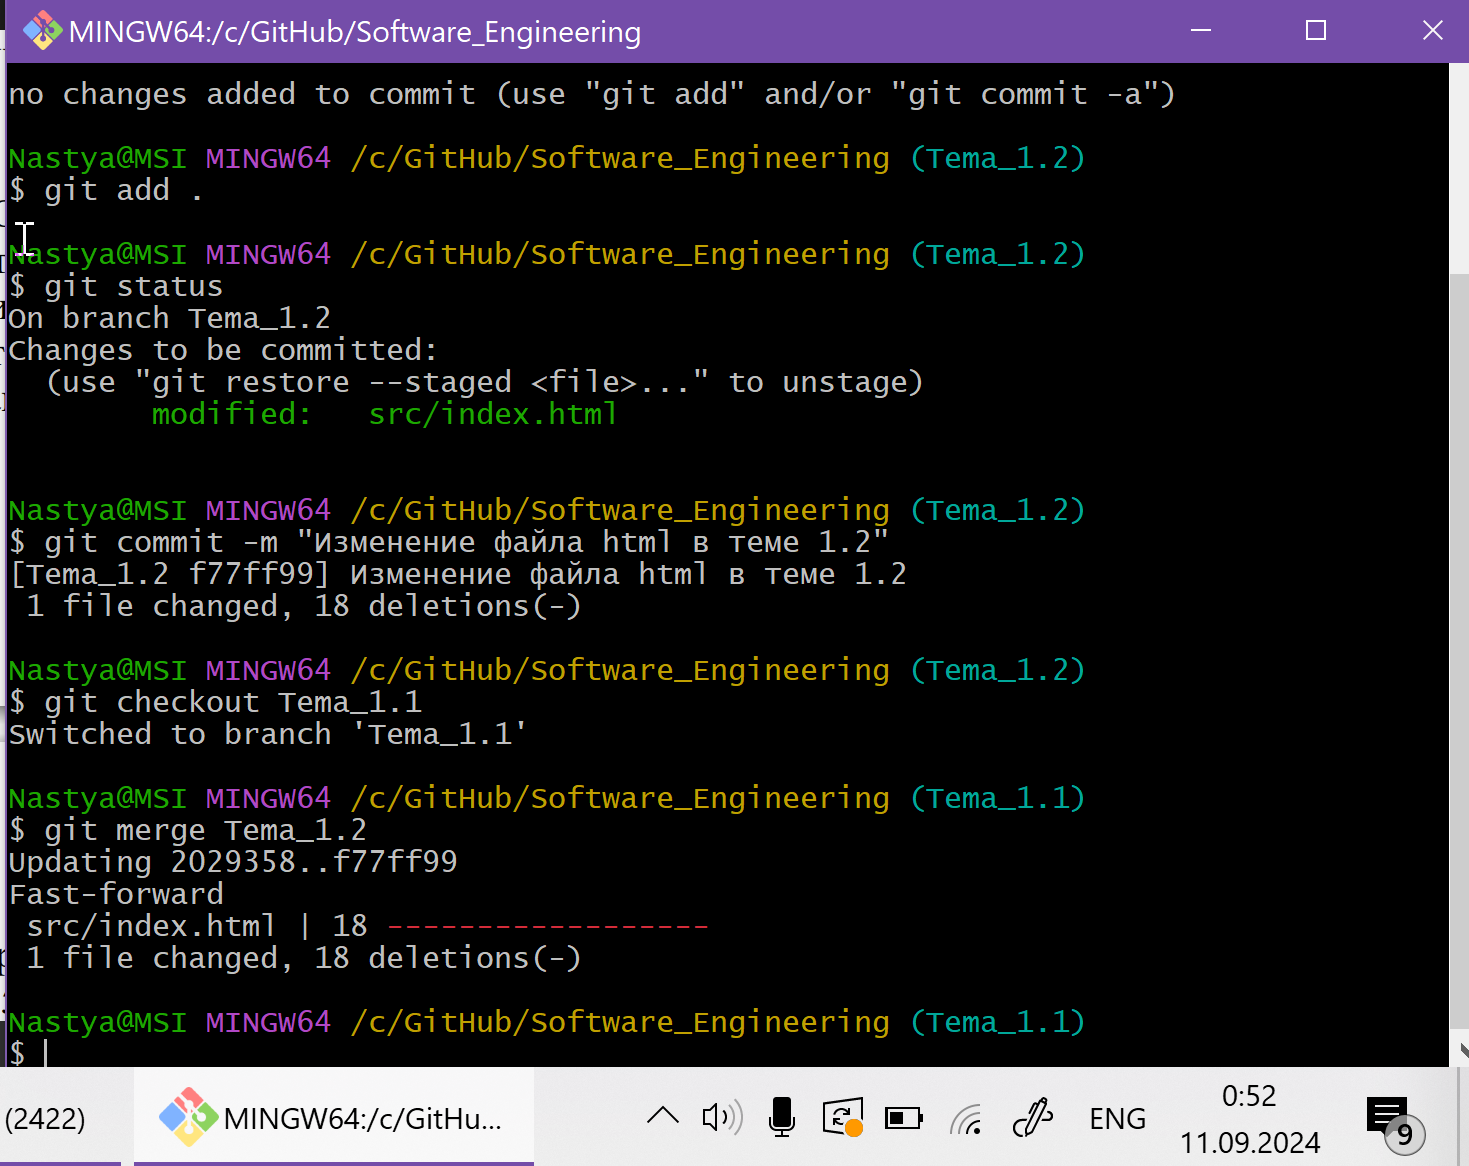 MINGW64:/c/GitHub/Software_Engineering
no changes added to commit (use "git add" and/or "git commit -a")
Nastya@MSI MINGW64 /c/GitHub/Software_Engineering (Tema_1.2)
$ git add .
Nastya@MSI MINGW64 /c/GitHub/Software_Engineering (Tema_1.2)
$ git status
On branch Tema_1.2
Changes to be committed:
  (use "git restore --staged <file>..." to unstage)
        modified:   src/index.html
Nastya@MSI MINGW64 /c/GitHub/Software_Engineering (Tema_1.2)
$ git commit -m "Изменение файла html в теме 1.2"
[Tema_1.2 f77ff99] Изменение файла html в теме 1.2
 1 file changed, 18 deletions(-)
Nastya@MSI MINGW64 /c/GitHub/Software_Engineering (Tema_1.2)
$ git checkout Tema_1.1
Switched to branch 'Tema_1.1'
Nastya@MSI MINGW64 /c/GitHub/Software_Engineering (Tema_1.1)
$ git merge Tema_1.2
Updating 2029358..f77ff99
Fast-forward
 src/index.html | 18 ------------------
 1 file changed, 18 deletions(-)
Nastya@MSI MINGW64 /c/GitHub/Software_Engineering (Tema_1.1)
$
(2422) MINGW64:/c/GitHu... ENG 0:52
11.09.2024 9